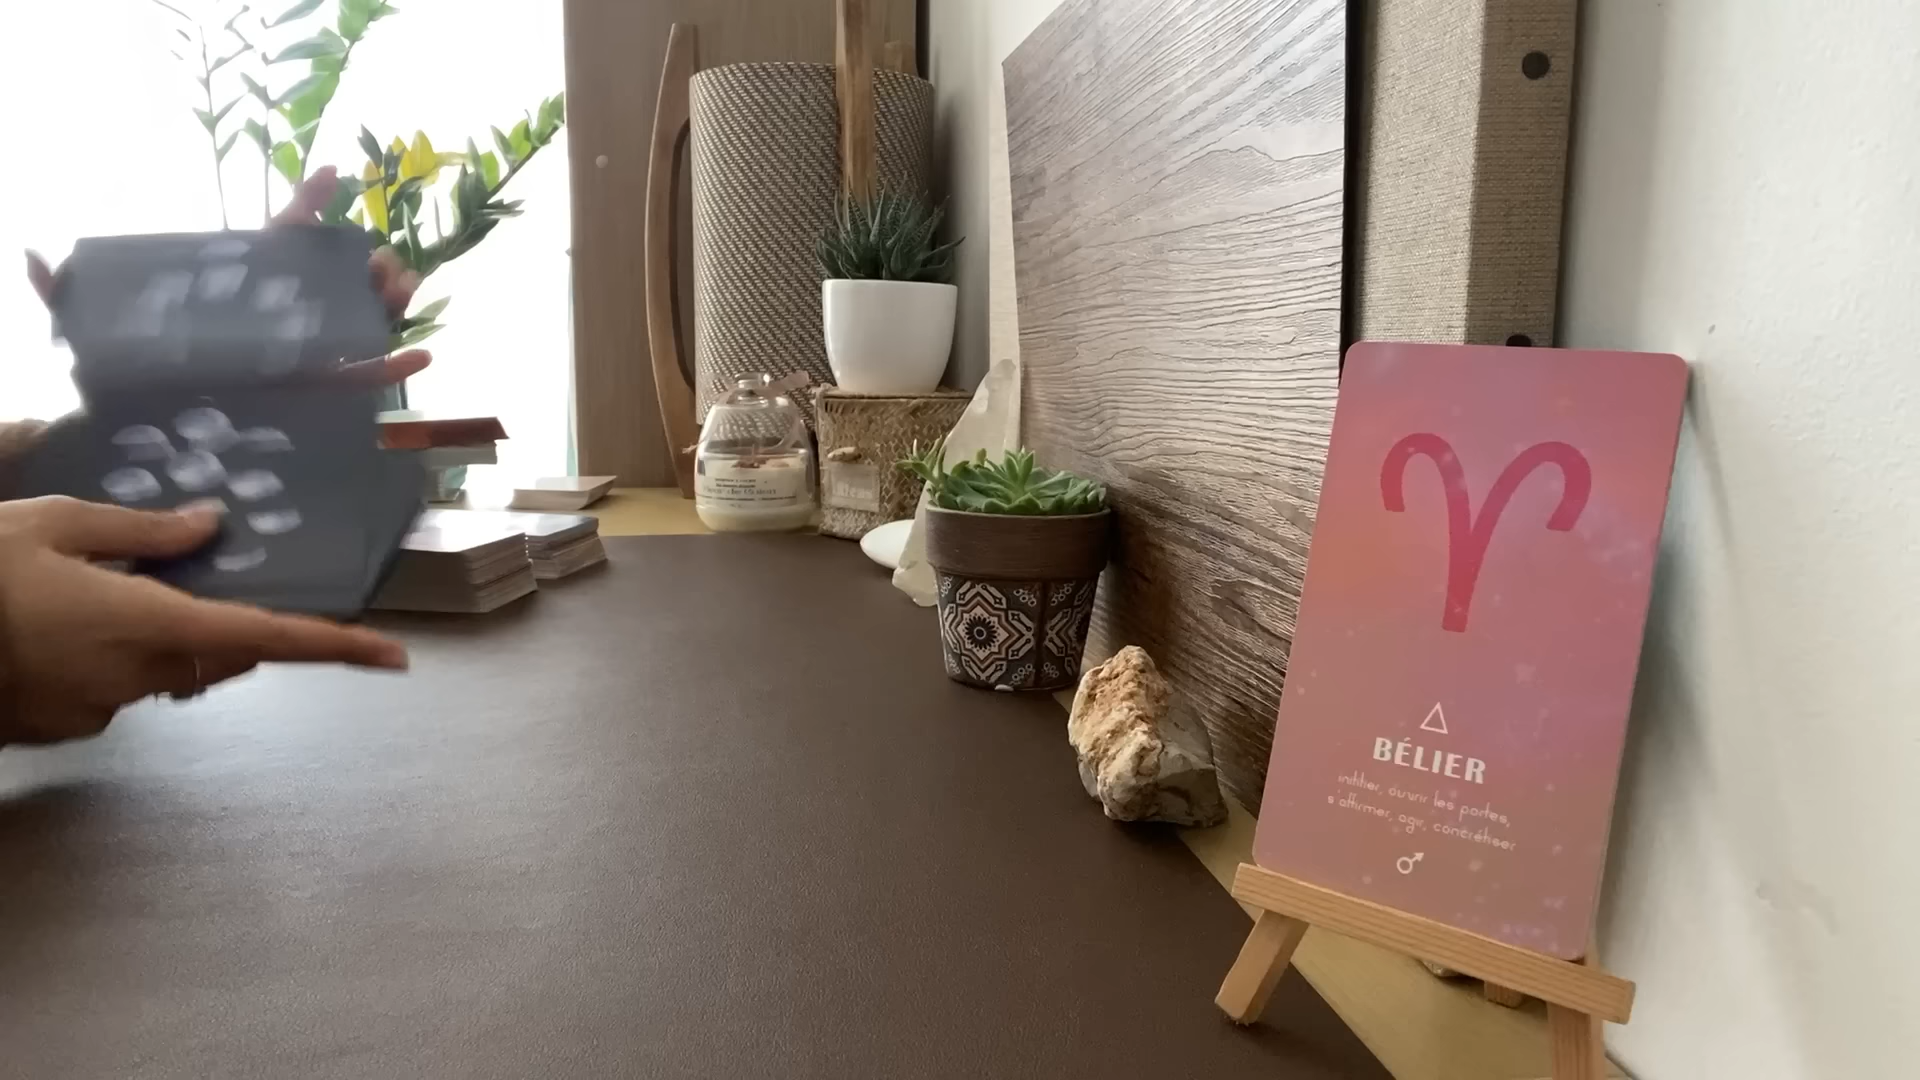 BÉLIER
initier, ouvrir les portes,
s'affirmer, agir, concrétiser